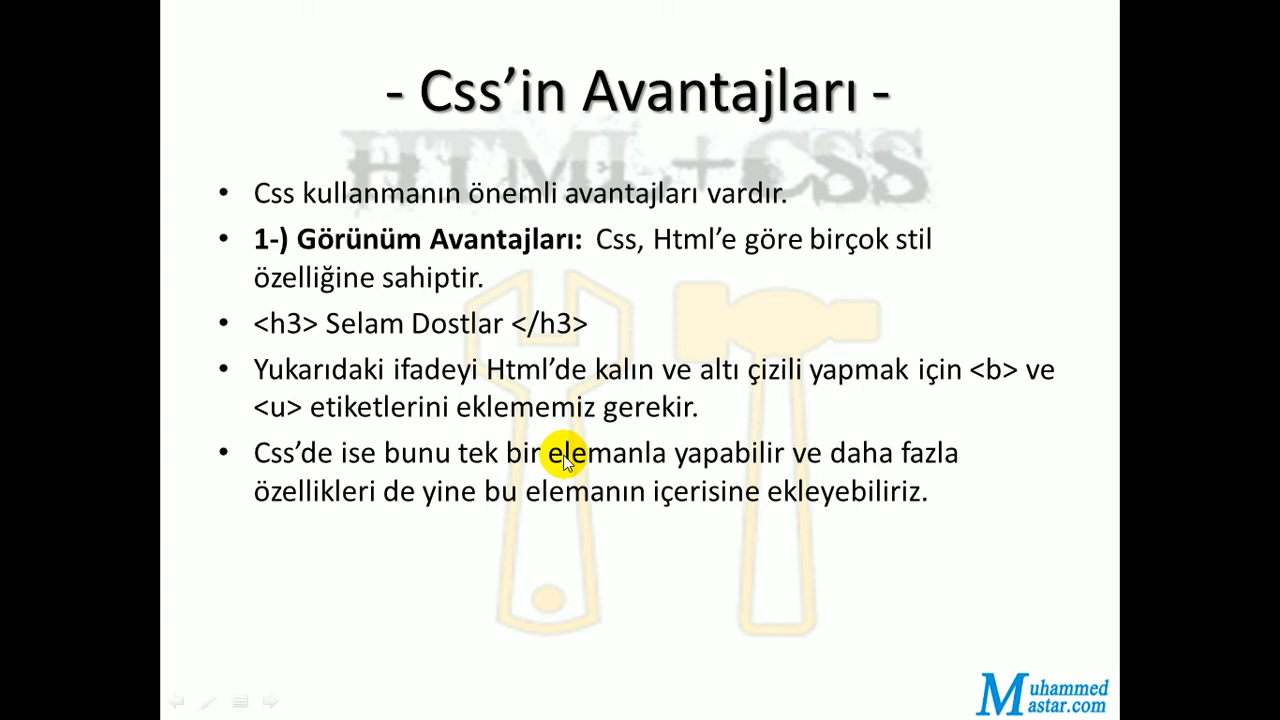 - Css’in Avantajları -
HTML+CSS
• Css kullanmanın önemli avantajları vardır.
• 1-) Görünüm Avantajları: Css, Html’e göre birçok stil
özelliğine sahiptir.
• <h3> Selam Dostlar </h3>
• Yukarıdaki ifadeyi Html’de kalın ve altı çizili yapmak için <b> ve
<u> etiketlerini eklememiz gerekir.
• Css’de ise bunu tek bir elemanla yapabilir ve daha fazla
özellikleri de yine bu elemanın içerisine ekleyebiliriz.
Muhammed
Mastar.com